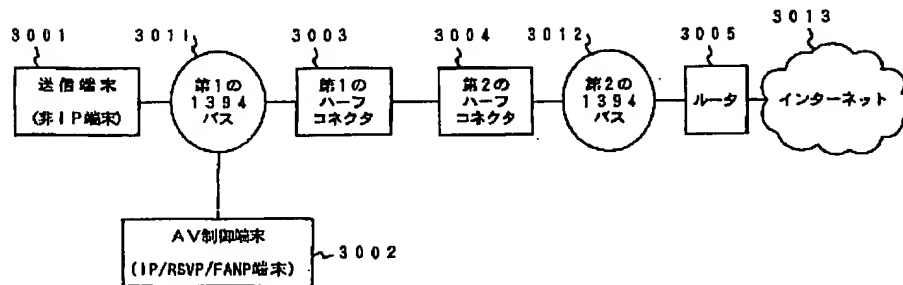 3001
3011
3003
3004
3012
3005
3013
送信端末
(非IP端末)
第1の
1394
バス
第1の
ハーフ
コネクタ
第2の
ハーフ
コネクタ
第2の
1394
バス
ルータ
インターネット
AV制御端末
(IP/RSVP/FANP端末)
3002